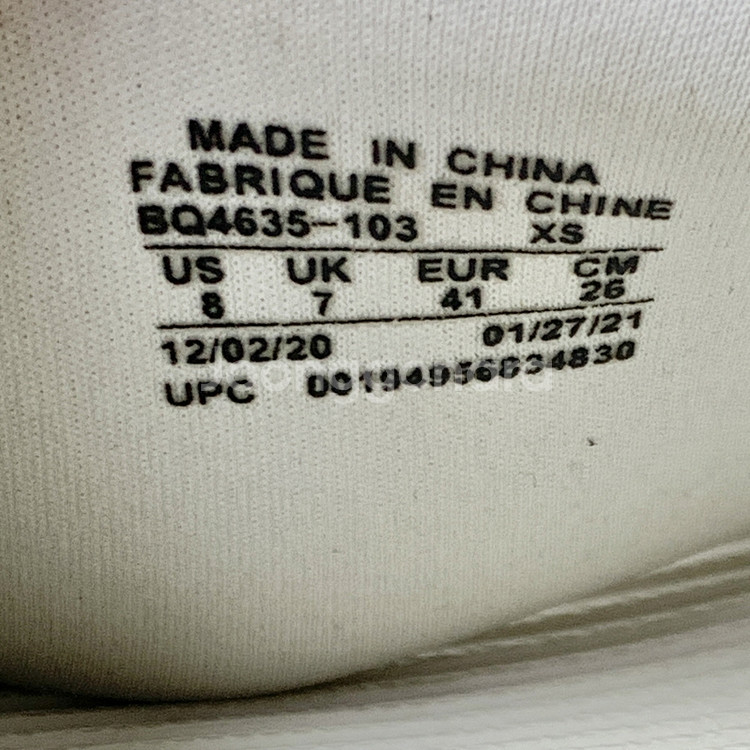 MADE IN CHINA
FABRIQUE EN CHINE
BQ4635-103 XS
US UK EUR CM
8 7 41 26
12/02/20 01/27/21
UPC